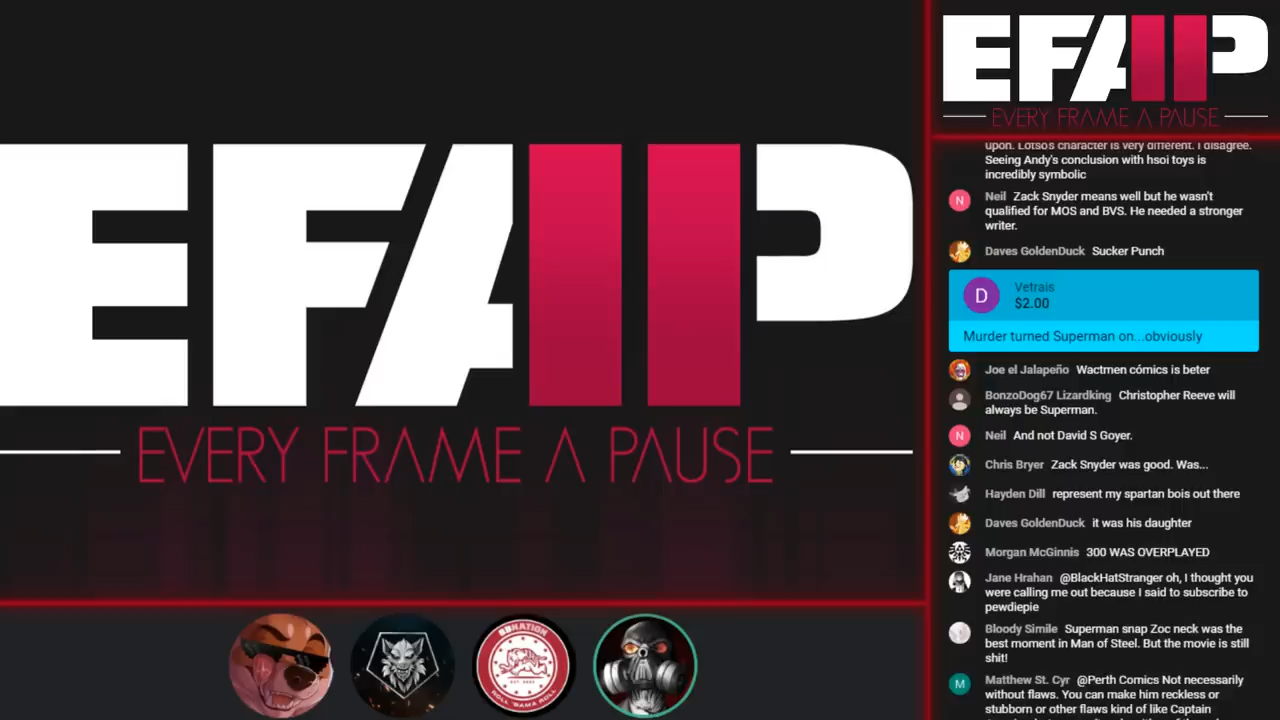 EFAP
EVERY FRAME A PAUSE
BBNATION
ROLL 'BAMA ROLL
EFAP
EVERY FRAME A PAUSE
upon. Lotso's character is very different. I disagree.
Seeing Andy's conclusion with hsoi toys is
incredibly symbolic
N Neil Zack Snyder means well but he wasn't
qualified for MOS and BVS. He needed a stronger
writer.
Daves GoldenDuck Sucker Punch
D Vetrais
$2.00
Murder turned Superman on...obviously
Joe el Jalapeño Wactmen cómics is beter
BonzoDog67 Lizardking Christopher Reeve will
always be Superman.
N Neil And not David S Goyer.
Chris Bryer Zack Snyder was good. Was...
Hayden Dill represent my spartan bois out there
Daves GoldenDuck it was his daughter
Morgan McGinnis 300 WAS OVERPLAYED
Jane Hrahan @BlackHatStranger oh, I thought you
were calling me out because I said to subscribe to
pewdiepie
Bloody Simile Superman snap Zoc neck was the
best moment in Man of Steel. But the movie is still
shit!
M Matthew St. Cyr @Perth Comics Not necessarily
without flaws. You can make him reckless or
stubborn or other flaws kind of like Captain